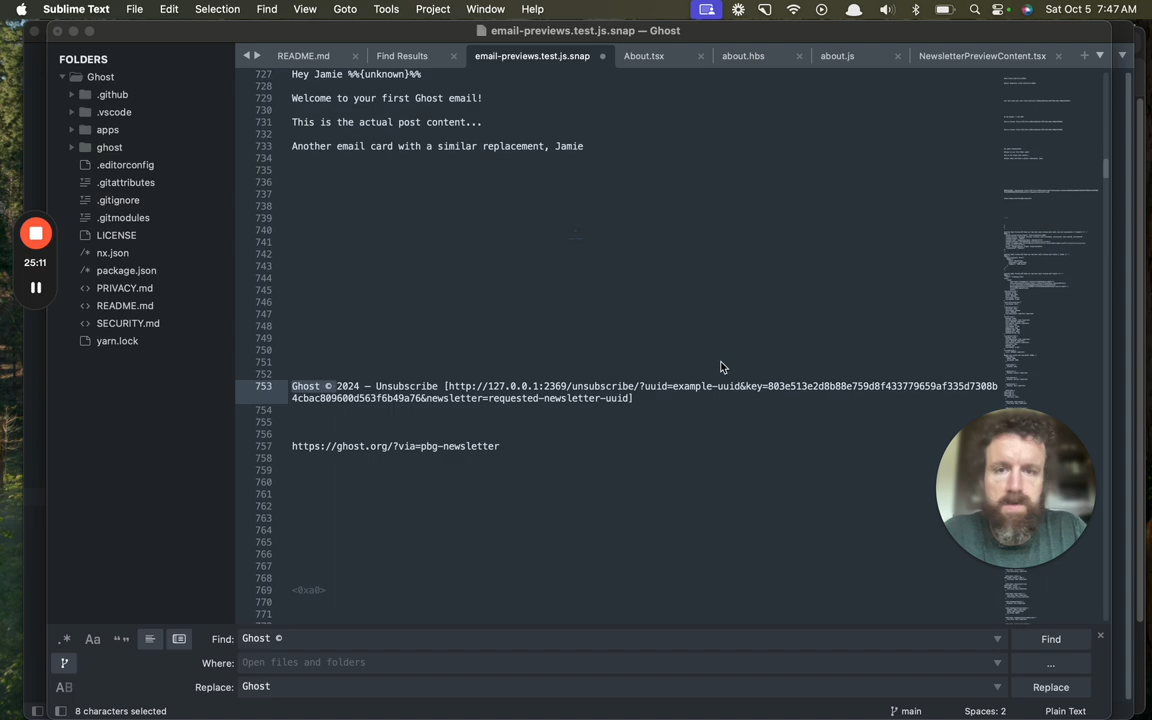 Sublime Text File Edit Selection Find View Goto Tools Project Window Help Sat Oct 5 7:47 AM
email-previews.test.js.snap — Ghost
FOLDERS
Ghost
.github
.vscode
apps
ghost
.editorconfig
.gitattributes
.gitignore
.gitmodules
LICENSE
nx.json
package.json
PRIVACY.md
README.md
SECURITY.md
yarn.lock
25:11
README.md Find Results email-previews.test.js.snap About.tsx about.hbs about.js NewsletterPreviewContent.tsx
727 Hey Jamie %%{unknown}%%
728
729 Welcome to your first Ghost email!
730
731 This is the actual post content...
732
733 Another email card with a similar replacement, Jamie
734
735
736
737
738
739
740
741
742
743
744
745
746
747
748
749
750
751
752
753 Ghost © 2024 – Unsubscribe [http://127.0.0.1:2369/unsubscribe/?uuid=example-uuid&key=803e513e2d8b88e759d8f433779659af335d7308b
4cbac809600d563f6b49a76&newsletter=requested-newsletter-uuid]
754
755
756
757 https://ghost.org/?via=pbg-newsletter
758
759
760
761
762
763
764
765
766
767
768
769 <0xa0>
770
771
Find: Ghost © Find
Where: Open files and folders ...
Replace: Ghost Replace
8 characters selected main Spaces: 2 Plain Text